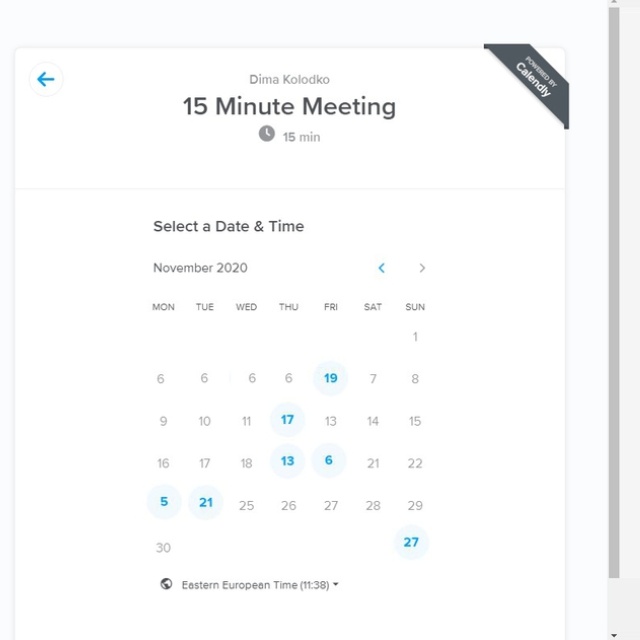 POWERED BY
Calendly
Dima Kolodko
15 Minute Meeting
15 min
Select a Date & Time
November 2020
MON TUE WED THU FRI SAT SUN
1
6 6 6 6 19 7 8
9 10 11 17 13 14 15
16 17 18 13 6 21 22
5 21 25 26 27 28 29
30 27
Eastern European Time (11:38)